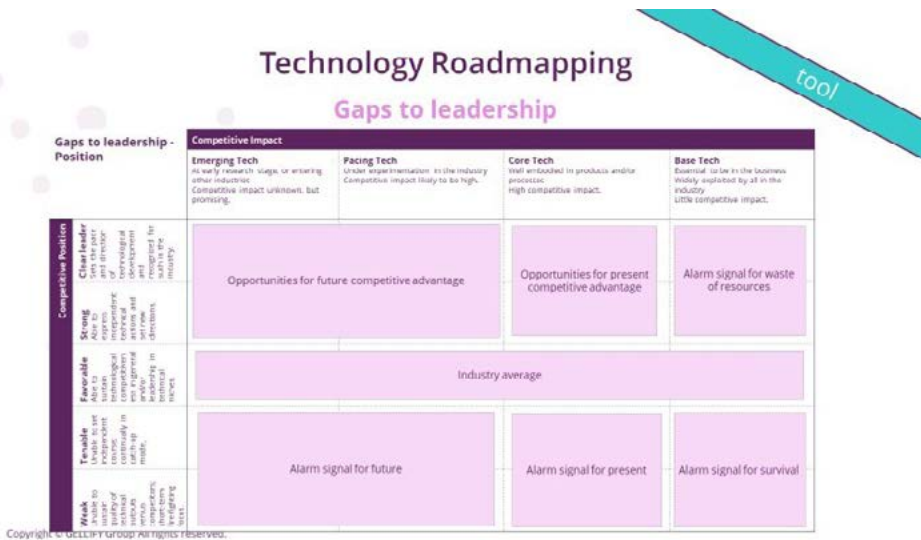 Technology Roadmapping
tool
Gaps to leadership
Gaps to leadership -
Position
Competitive Impact
Emerging Tech
At early research stage, or entering
other industries
Competitive impact unknown, but
promising.
Pacing Tech
Under experimentation in the industry
Competitive impact likely to be high.
Core Tech
Well embodied in products and/or
processes
High competitive impact.
Base Tech
Essential to be in the business
Widely exploited by all in the
industry
Little competitive impact.
Competitive Position
Clear leader
Sets the pace
and direction
of
technological
development
and
recognized for
such in the
industry.
Strong
Able to
express
independent
technical
actions and
set new
directions.
Favorable
Able to
sustain
technological
competitiven
ess in general
and/or
leadership in
technical
niches.
Tenable
Unable to set
independent
course;
continually in
catch-up
mode.
Weak
Unable to
sustain
quality of
technical
outputs
versus
competitors;
short-term
firefighting
focus.
Opportunities for future competitive advantage
Opportunities for present
competitive advantage
Alarm signal for waste
of resources
Industry average
Alarm signal for future
Alarm signal for present
Alarm signal for survival
Copyright © GELLIFY Group All rights reserved.